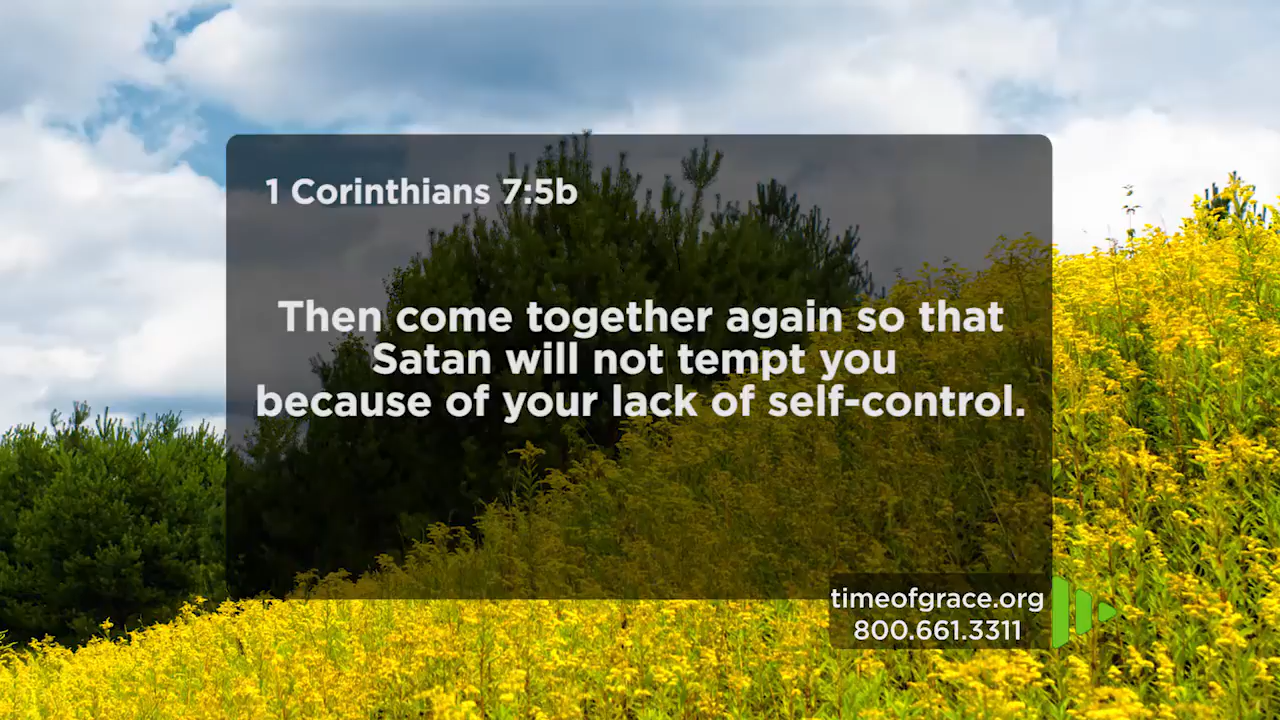 1 Corinthians 7:5b
Then come together again so that
Satan will not tempt you
because of your lack of self-control.
timeofgrace.org
800.661.3311